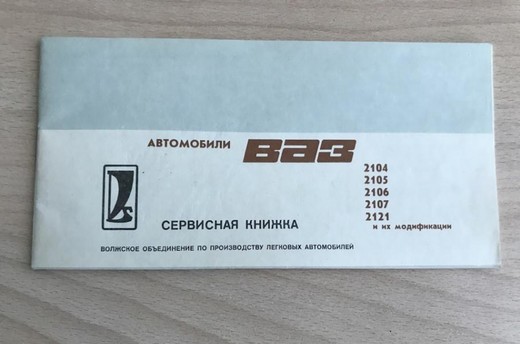 АВТОМОБИЛИ ВАЗ
2104
2105
2106
2107
2121
и их модификации
СЕРВИСНАЯ КНИЖКА
ВОЛЖСКОЕ ОБЪЕДИНЕНИЕ ПО ПРОИЗВОДСТВУ ЛЕГКОВЫХ АВТОМОБИЛЕЙ